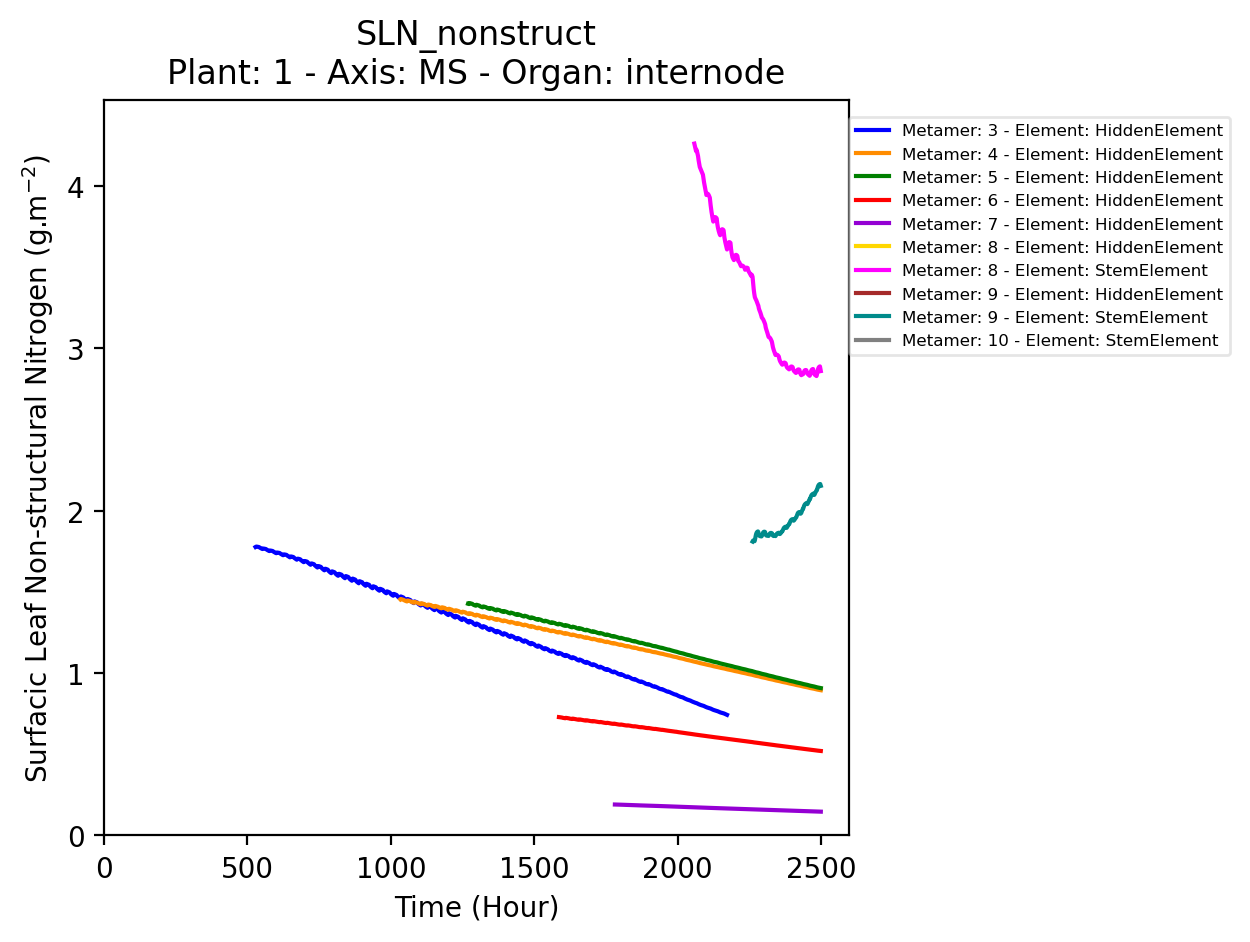 SLN_nonstruct
Plant: 1 - Axis: MS - Organ: internode
Surfacic Leaf Non-structural Nitrogen (g.m⁻²)
4
3
2
1
0
0 500 1000 1500 2000 2500
Time (Hour)
Metamer: 3 - Element: HiddenElement
Metamer: 4 - Element: HiddenElement
Metamer: 5 - Element: HiddenElement
Metamer: 6 - Element: HiddenElement
Metamer: 7 - Element: HiddenElement
Metamer: 8 - Element: HiddenElement
Metamer: 8 - Element: StemElement
Metamer: 9 - Element: HiddenElement
Metamer: 9 - Element: StemElement
Metamer: 10 - Element: StemElement